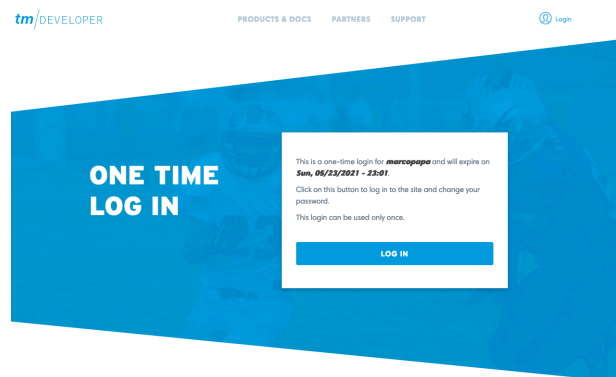 tm/DEVELOPER
PRODUCTS & DOCS PARTNERS SUPPORT
Login
ONE TIME
LOG IN
This is a one-time login for marcopapa and will expire on
Sun, 05/23/2021 - 23:01.
Click on this button to log in to the site and change your
password.
This login can be used only once.
LOG IN